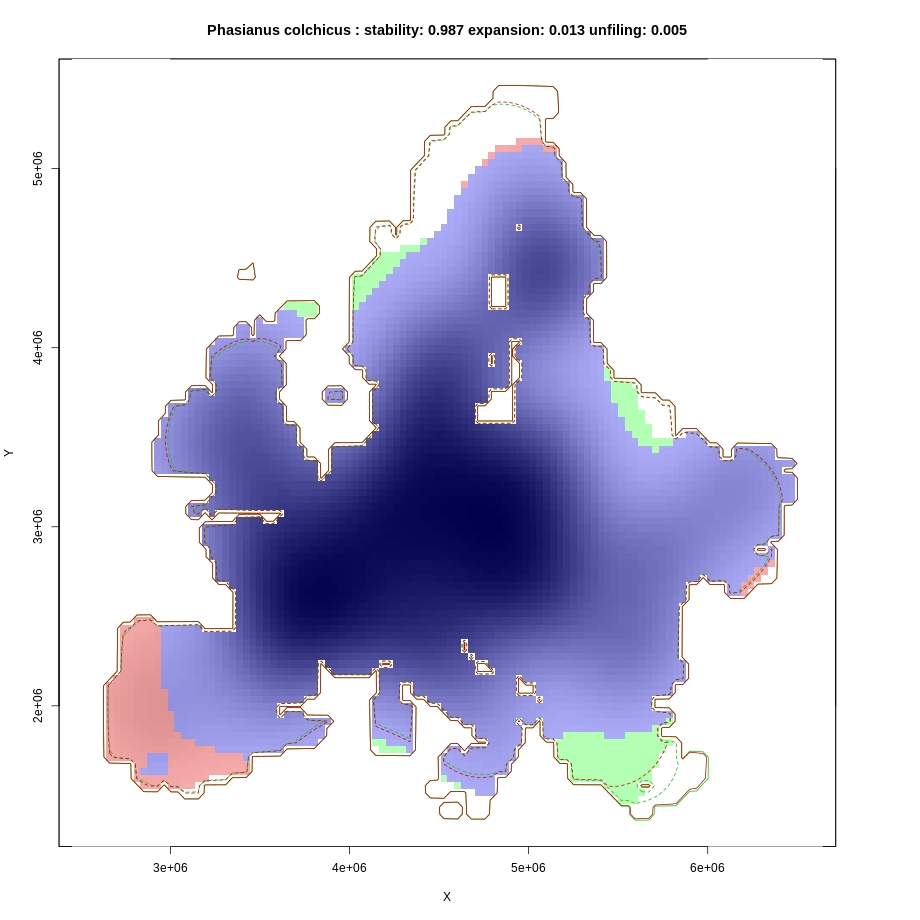 Phasianus colchicus : stability: 0.987 expansion: 0.013 unfiling: 0.005
5e+06
4e+06
3e+06
2e+06
Y
3e+06 4e+06 5e+06 6e+06
X